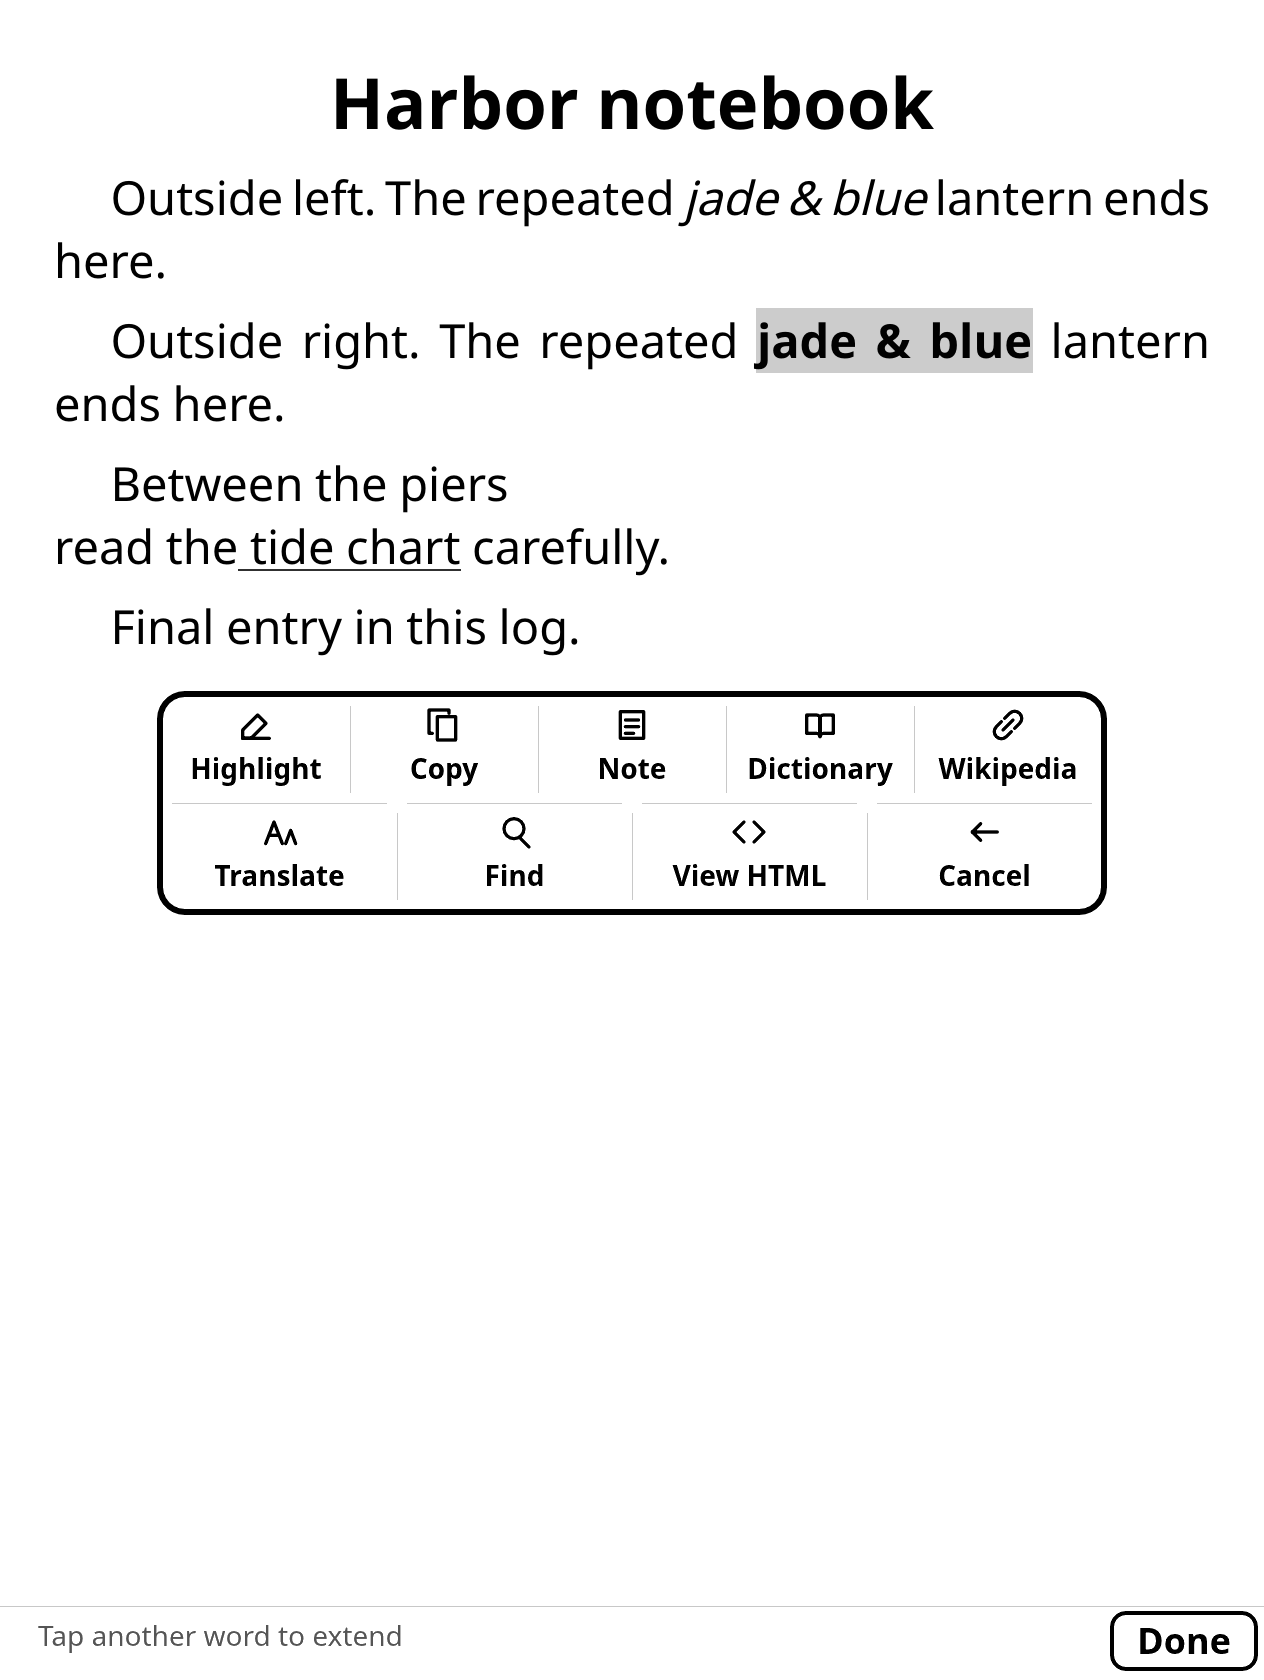 Harbor notebook
Outside left. The repeated jade & blue lantern ends
here.
Outside right. The repeated jade & blue lantern
ends here.
Between the piers
read the tide chart carefully.
Final entry in this log.
Highlight Copy Note Dictionary Wikipedia
Translate Find View HTML Cancel
Tap another word to extend Done